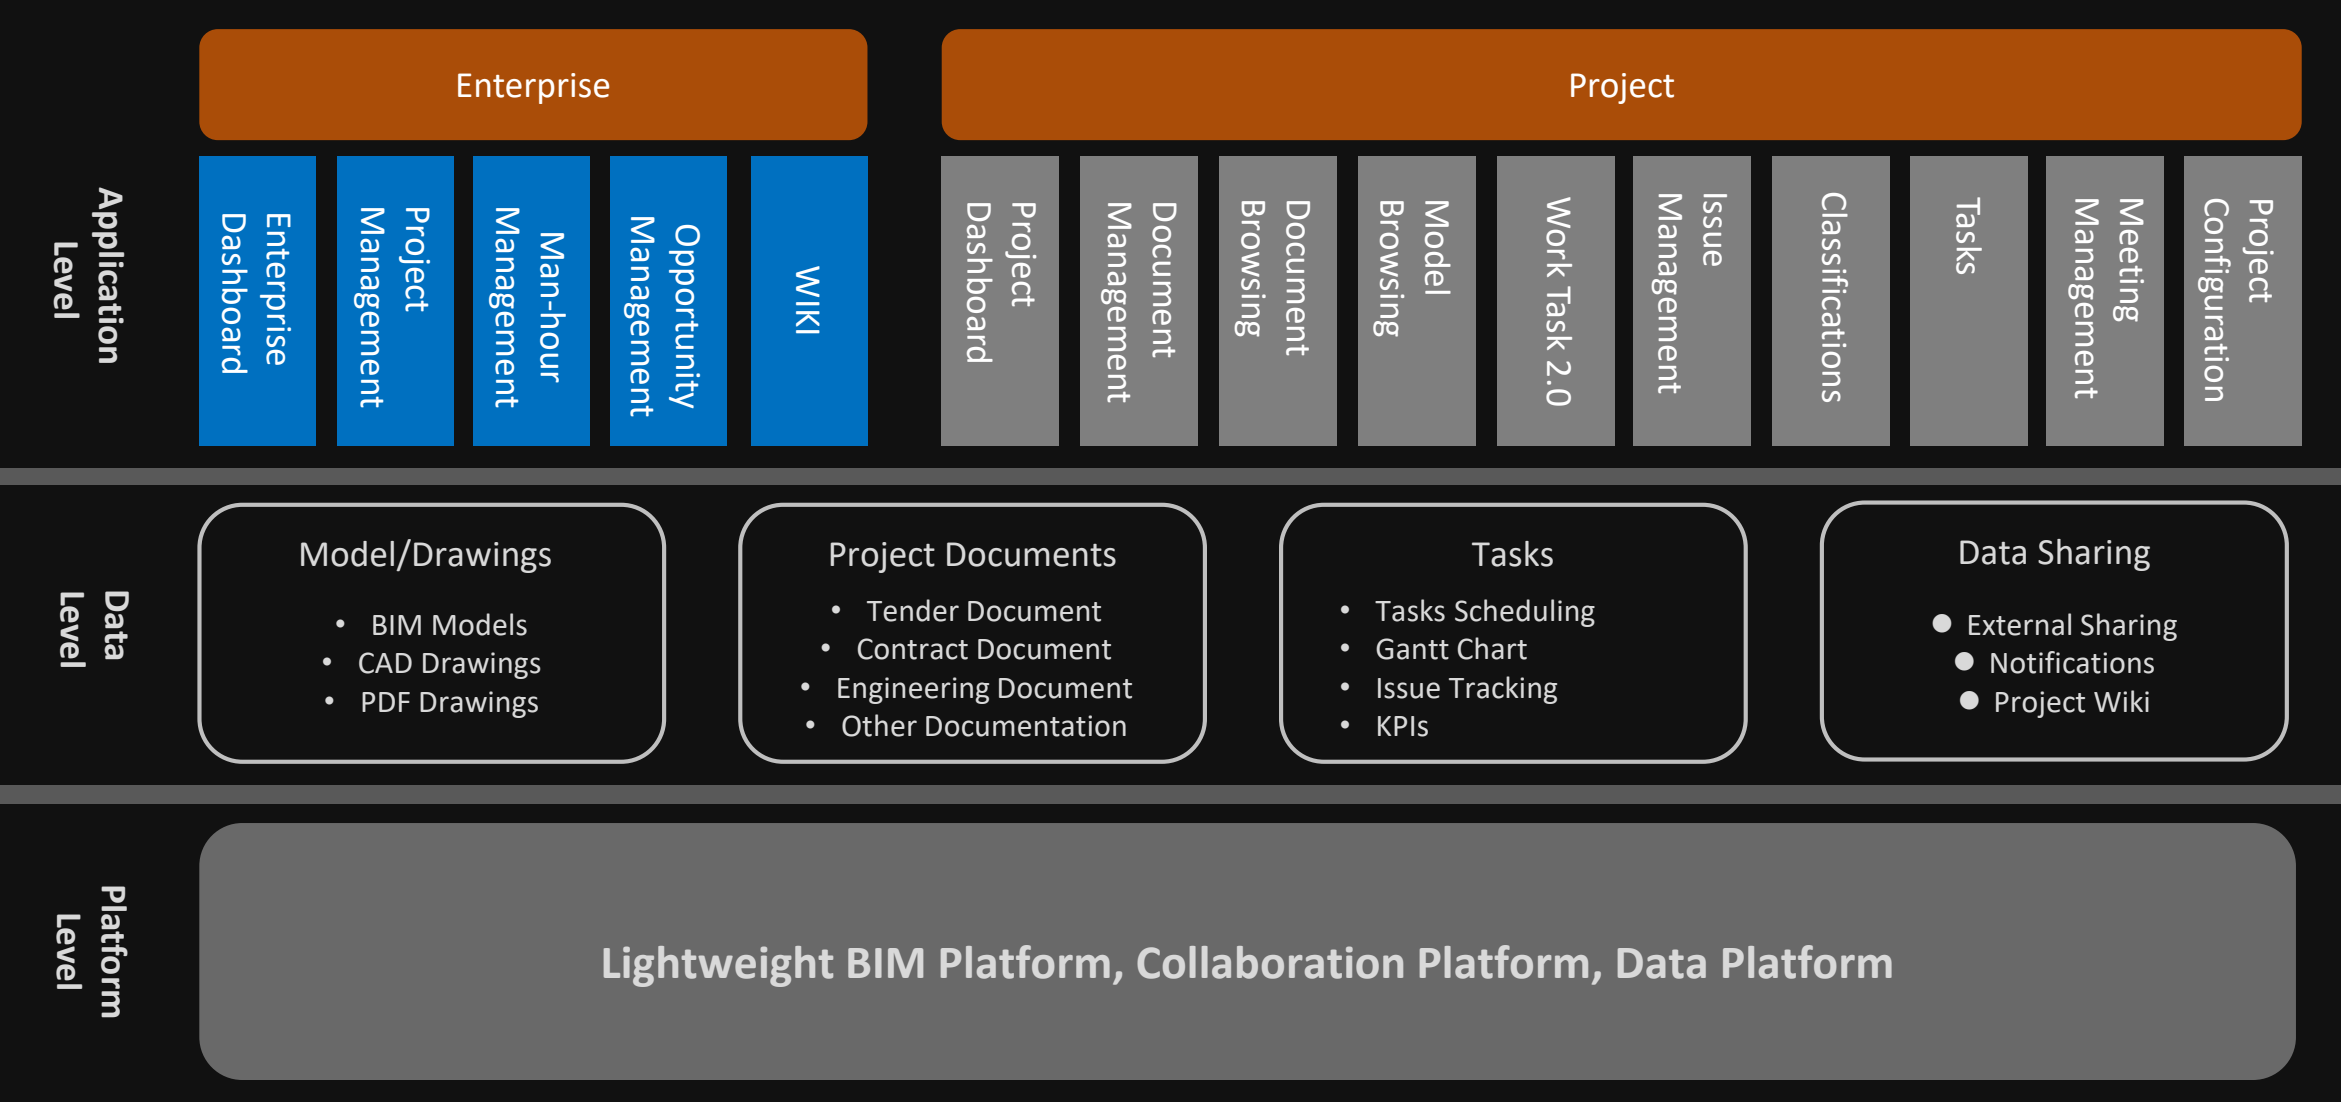 Enterprise
Project
Application
Level
Enterprise
Dashboard
Project
Management
Man-hour
Management
Opportunity
Management
WIKI
Project
Dashboard
Document
Management
Document
Browsing
Model
Browsing
Work Task 2.0
Issue
Management
Classifications
Tasks
Meeting
Management
Project
Configuration
Data
Level
Model/Drawings
• BIM Models
• CAD Drawings
• PDF Drawings
Project Documents
• Tender Document
• Contract Document
• Engineering Document
• Other Documentation
Tasks
• Tasks Scheduling
• Gantt Chart
• Issue Tracking
• KPIs
Data Sharing
● External Sharing
● Notifications
● Project Wiki
Platform
Level
Lightweight BIM Platform, Collaboration Platform, Data Platform